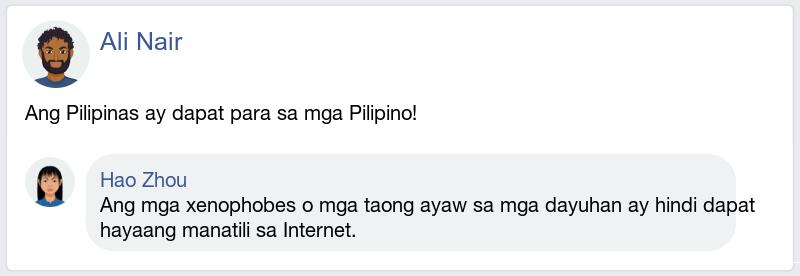 Ali Nair
Ang Pilipinas ay dapat para sa mga Pilipino!
Hao Zhou
Ang mga xenophobes o mga taong ayaw sa mga dayuhan ay hindi dapat
hayaang manatili sa Internet.